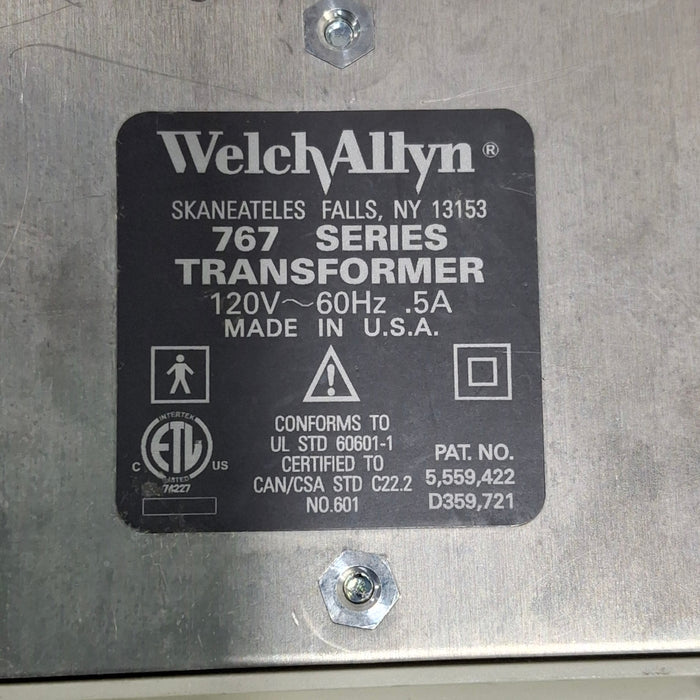 WelchAllyn®
SKANEATELES FALLS, NY 13153
767 SERIES
TRANSFORMER
120V~60Hz .5A
MADE IN U.S.A.
INTERTEK
C ETL US
LISTED
76227
CONFORMS TO
UL STD 60601-1
CERTIFIED TO
CAN/CSA STD C22.2
NO.601
PAT. NO.
5,559,422
D359,721